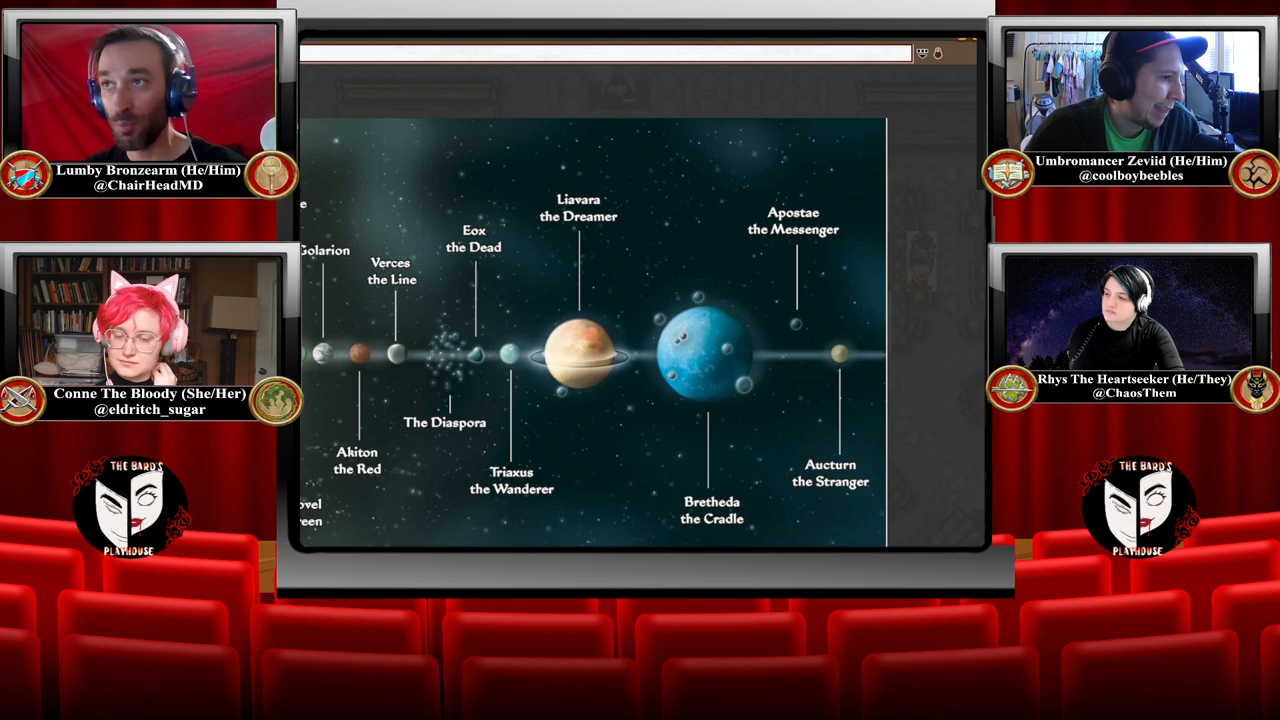 Lumby Bronzearm (He/Him)
@ChairHeadMD
Conne The Bloody (She/Her)
@eldritch_sugar
THE BARD'S
PLAYHOUSE
e
Golarion
Verces
the Line
Eox
the Dead
Liavara
the Dreamer
Apostae
the Messenger
Akiton
the Red
The Diaspora
Triaxus
the Wanderer
Bretheda
the Cradle
Aucturn
the Stranger
ovel
reen
Umbromancer Zeviid (He/Him)
@coolboybeebles
Rhys The Heartseeker (He/They)
@ChaosThem
THE BARD'S
PLAYHOUSE